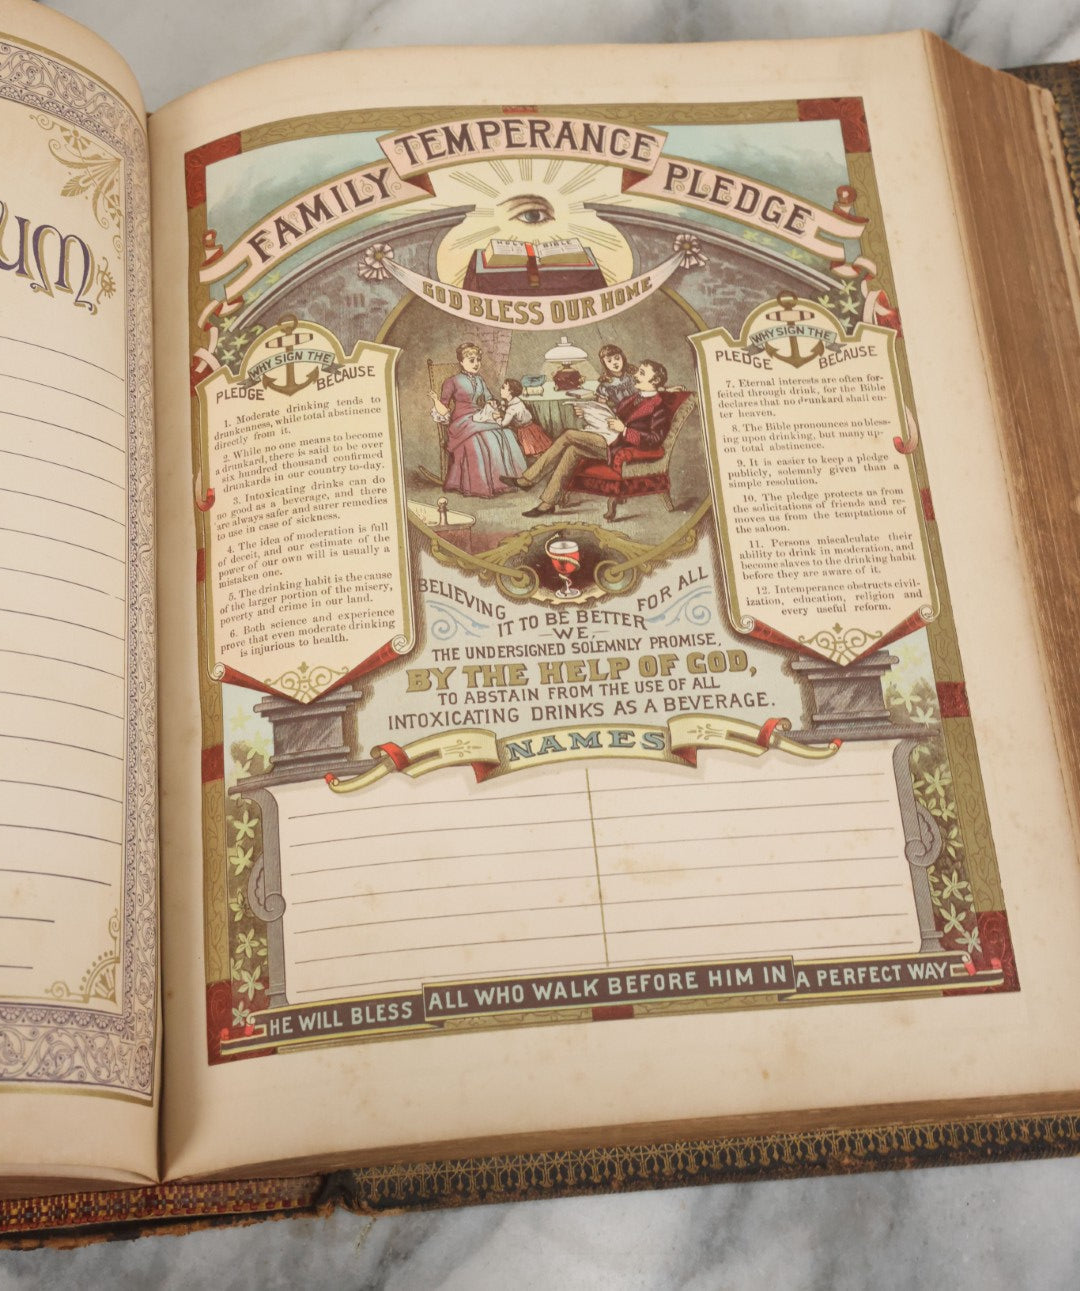 UM
FAMILY TEMPERANCE PLEDGE
HOLY BIBLE
GOD BLESS OUR HOME
WHY SIGN THE
PLEDGE BECAUSE
1. Moderate drinking tends to
drunkenness, while total abstinence
directly from it.
2. While no one means to become
a drunkard, there is said to be over
six hundred thousand confirmed
drunkards in our country to-day.
3. Intoxicating drinks can do
no good as a beverage, and there
are always safer and surer remedies
to use in case of sickness.
4. The idea of moderation is full
of deceit, and our estimate of the
power of our own will is usually a
mistaken one.
5. The drinking habit is the cause
of the larger portion of the misery,
poverty and crime in our land.
6. Both science and experience
prove that even moderate drinking
is injurious to health.
WHY SIGN THE
PLEDGE BECAUSE
7. Eternal interests are often for-
feited through drink, for the Bible
declares that no drunkard shall en-
ter heaven.
8. The Bible pronounces no bless-
ing upon drinking, but many up-
on total abstinence.
9. It is easier to keep a pledge
publicly, solemnly given than a
simple resolution.
10. The pledge protects us from
the solicitations of friends and re-
moves us from the temptations of
the saloon.
11. Persons miscalculate their
ability to drink in moderation, and
become slaves to the drinking habit
before they are aware of it.
12. Intemperance obstructs civil-
ization, education, religion and
every useful reform.
BELIEVING IT TO BE BETTER FOR ALL
—WE,—
THE UNDERSIGNED SOLEMNLY PROMISE,
BY THE HELP OF GOD,
TO ABSTAIN FROM THE USE OF ALL
INTOXICATING DRINKS AS A BEVERAGE.
NAMES
HE WILL BLESS ALL WHO WALK BEFORE HIM IN A PERFECT WAY